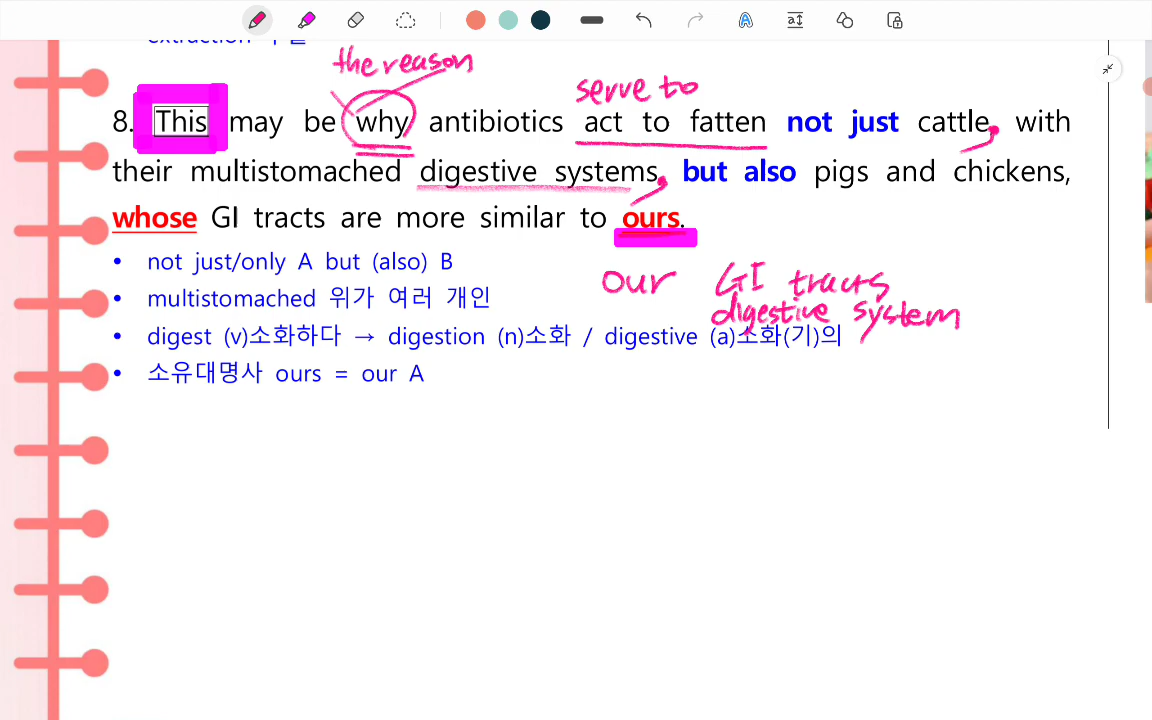 the reason
serve to
8. This may be why antibiotics act to fatten not just cattle, with
their multistomached digestive systems, but also pigs and chickens,
whose GI tracts are more similar to ours.
• not just/only A but (also) B
our GI tracts
• multistomached 위가 여러 개인
digestive system
• digest (v)소화하다 → digestion (n)소화 / digestive (a)소화(기)의
• 소유대명사 ours = our A